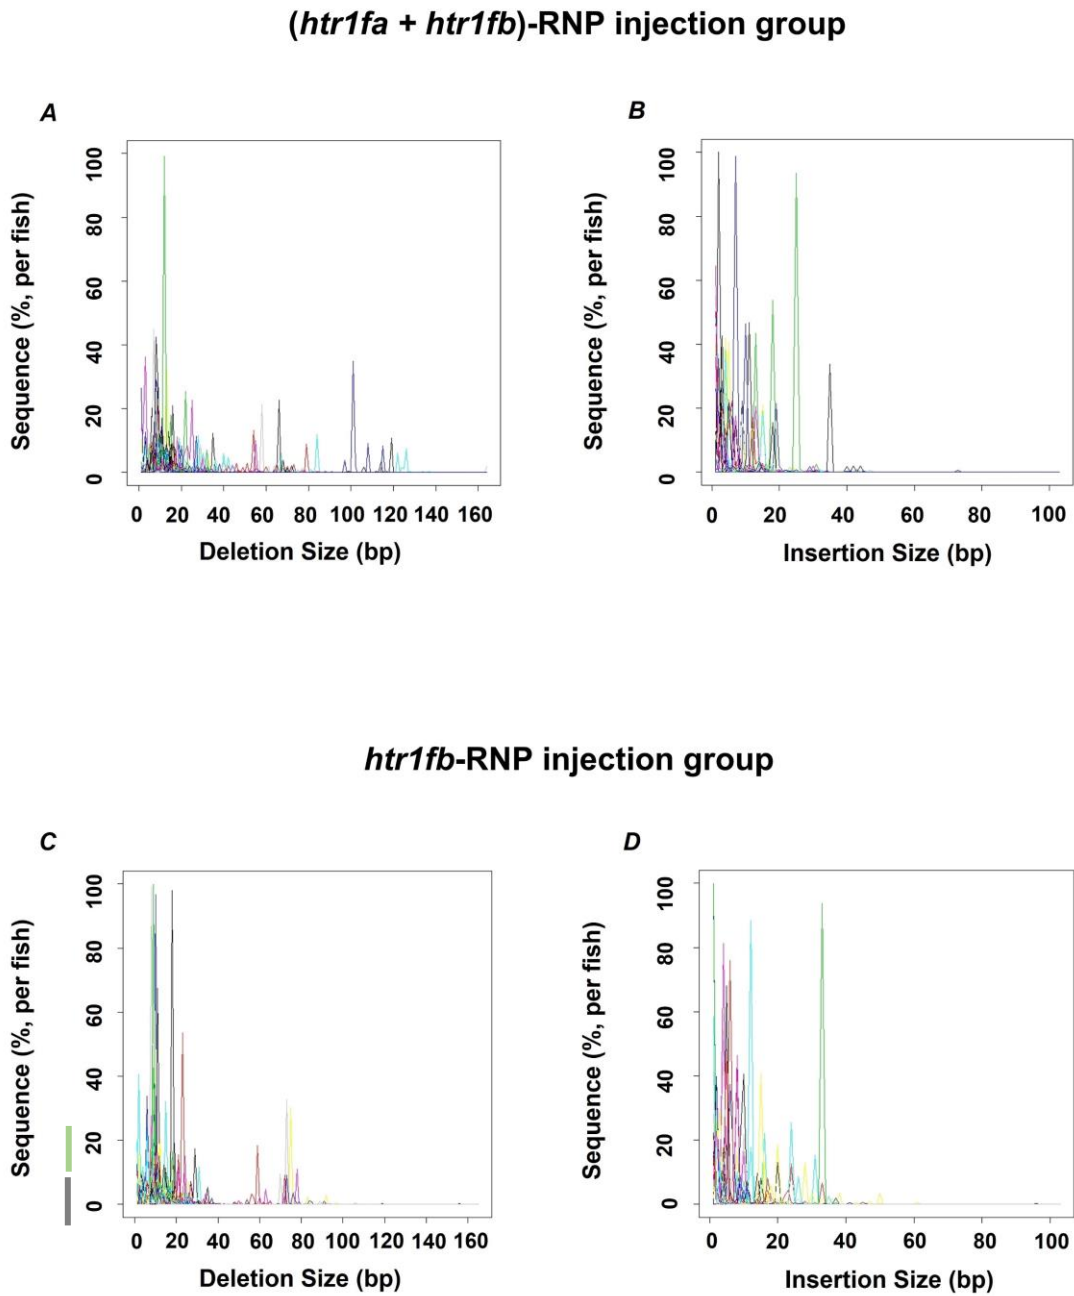 (htr1fa + htr1fb)-RNP injection group
A
B
Sequence (%, per fish)
0 20 40 60 80 100
0 20 40 60 80 100 120 140 160
Deletion Size (bp)
Sequence (%, per fish)
0 20 40 60 80 100
0 20 40 60 80 100
Insertion Size (bp)
htr1fb-RNP injection group
C
D
Sequence (%, per fish)
0 20 40 60 80 100
0 20 40 60 80 100 120 140 160
Deletion Size (bp)
Sequence (%, per fish)
0 20 40 60 80 100
0 20 40 60 80 100
Insertion Size (bp)